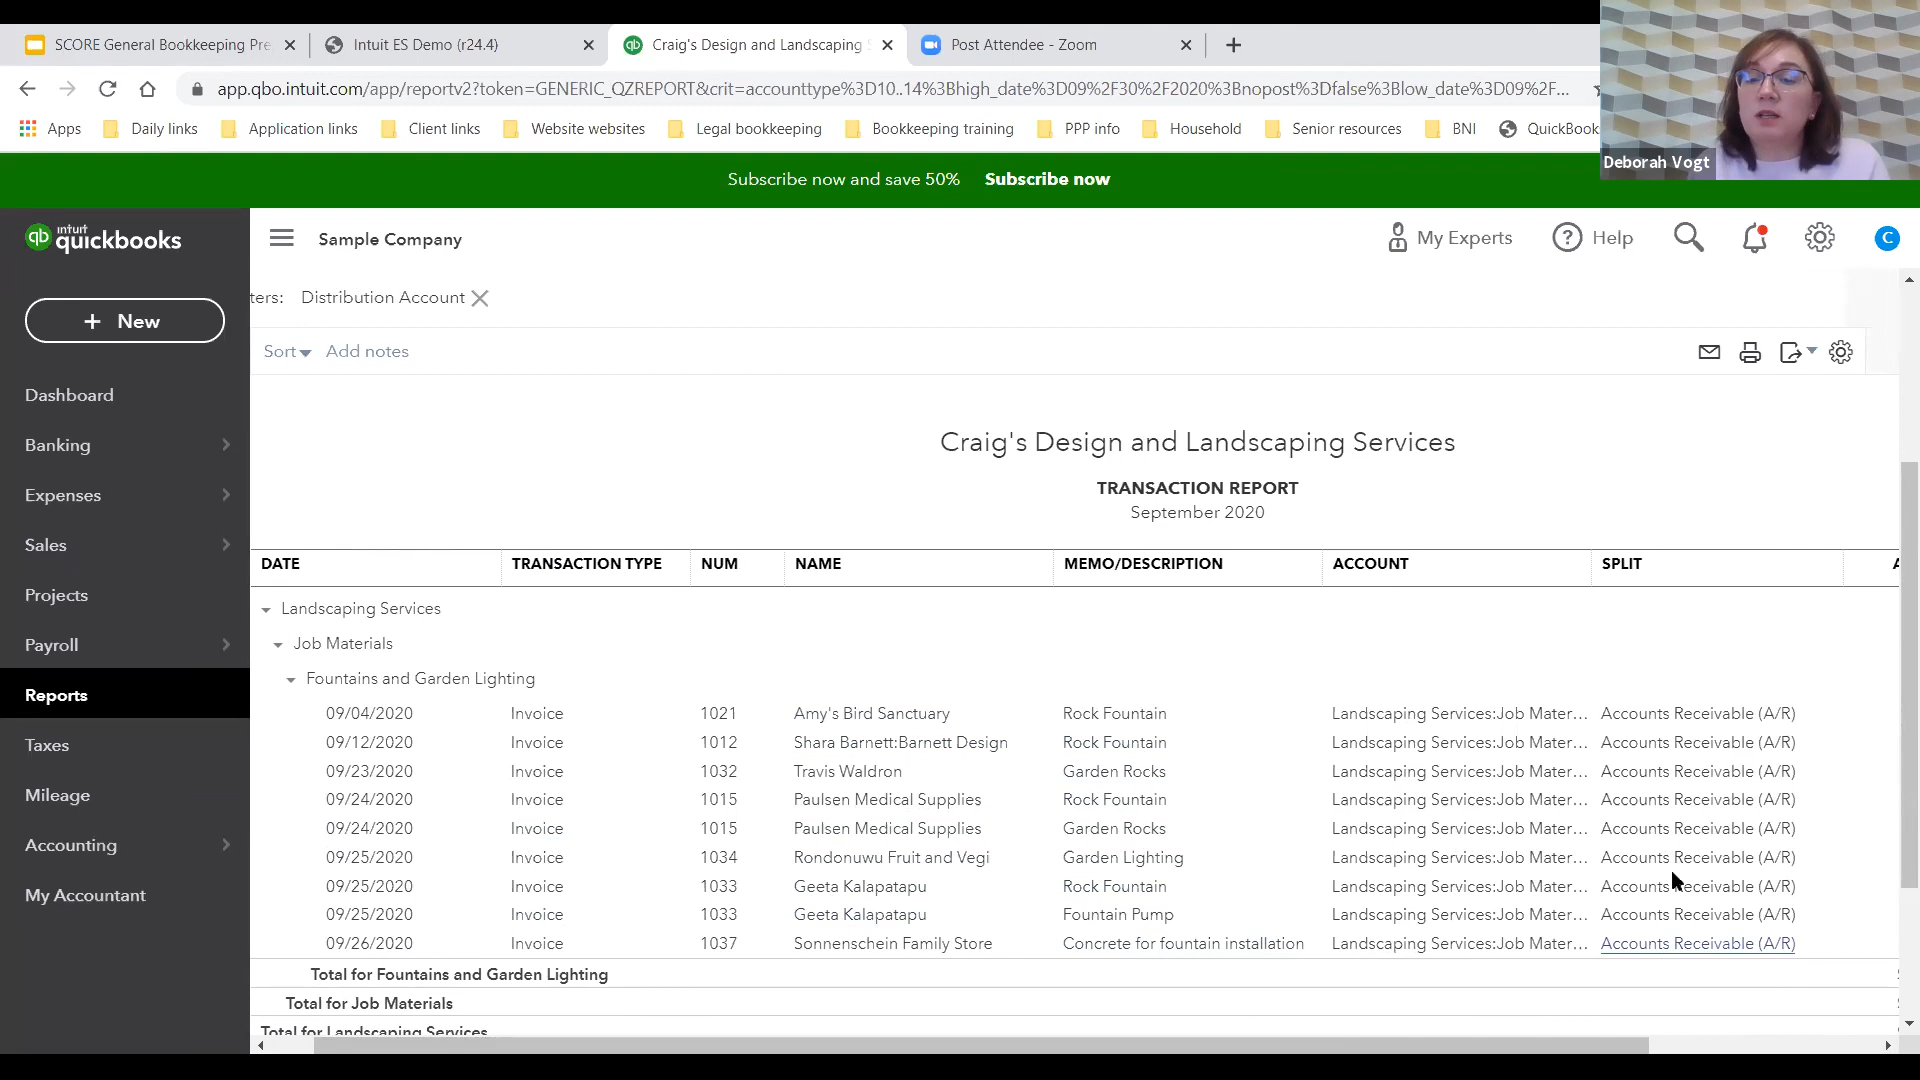 SCORE General Bookkeeping Pre
Intuit ES Demo (r24.4)
Craig's Design and Landscaping S
Post Attendee - Zoom
app.qbo.intuit.com/app/reportv2?token=GENERIC_QZREPORT&crit=accounttype%3D10..14%3Bhigh_date%3D09%2F30%2F2020%3Bnopost%3Dfalse%3Blow_date%3D09%2F...
Apps Daily links Application links Client links Website websites Legal bookkeeping Bookkeeping training PPP info Household Senior resources BNI QuickBook
Deborah Vogt
Subscribe now and save 50% Subscribe now
qb intuit quickbooks
Sample Company
My Experts
Help
C
ters: Distribution Account
+ New
Sort Add notes
Dashboard
Banking
Expenses
Sales
Projects
Payroll
Reports
Taxes
Mileage
Accounting
My Accountant
Craig's Design and Landscaping Services
TRANSACTION REPORT
September 2020
DATE TRANSACTION TYPE NUM NAME MEMO/DESCRIPTION ACCOUNT SPLIT A
Landscaping Services
Job Materials
Fountains and Garden Lighting
09/04/2020 Invoice 1021 Amy's Bird Sanctuary Rock Fountain Landscaping Services:Job Mater... Accounts Receivable (A/R)
09/12/2020 Invoice 1012 Shara Barnett:Barnett Design Rock Fountain Landscaping Services:Job Mater... Accounts Receivable (A/R)
09/23/2020 Invoice 1032 Travis Waldron Garden Rocks Landscaping Services:Job Mater... Accounts Receivable (A/R)
09/24/2020 Invoice 1015 Paulsen Medical Supplies Rock Fountain Landscaping Services:Job Mater... Accounts Receivable (A/R)
09/24/2020 Invoice 1015 Paulsen Medical Supplies Garden Rocks Landscaping Services:Job Mater... Accounts Receivable (A/R)
09/25/2020 Invoice 1034 Rondonuwu Fruit and Vegi Garden Lighting Landscaping Services:Job Mater... Accounts Receivable (A/R)
09/25/2020 Invoice 1033 Geeta Kalapatapu Rock Fountain Landscaping Services:Job Mater... Accounts Receivable (A/R)
09/25/2020 Invoice 1033 Geeta Kalapatapu Fountain Pump Landscaping Services:Job Mater... Accounts Receivable (A/R)
09/26/2020 Invoice 1037 Sonnenschein Family Store Concrete for fountain installation Landscaping Services:Job Mater... Accounts Receivable (A/R)
Total for Fountains and Garden Lighting
Total for Job Materials
Total for Landscaping Services